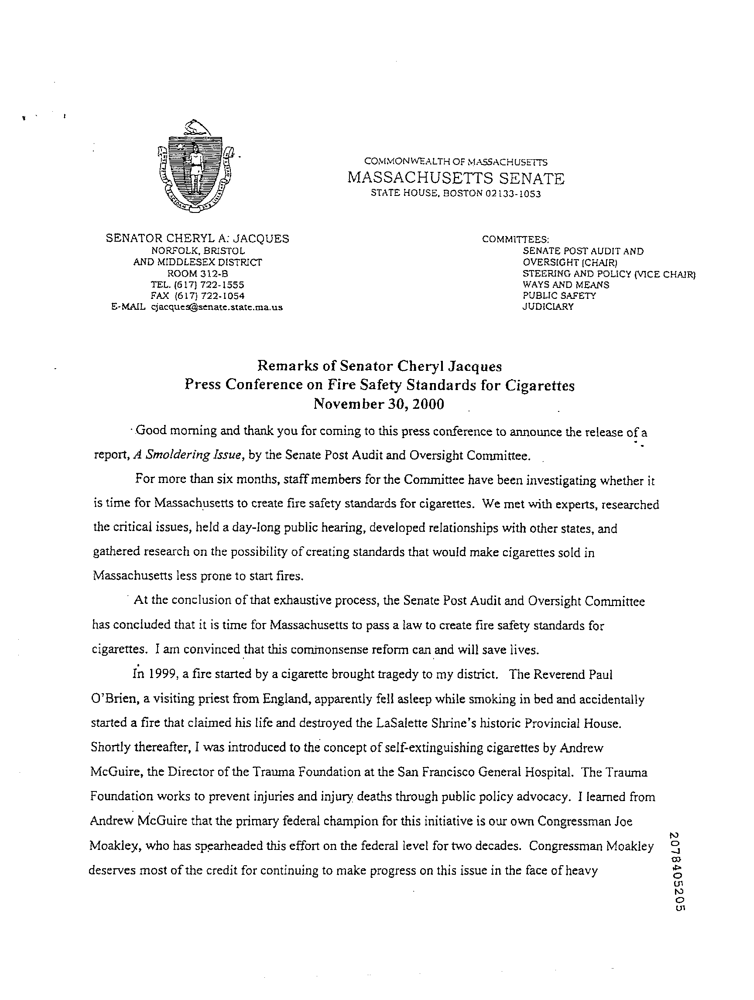 COMMONWEALTH OF MASSACHUSETTS
MASSACHUSETTS SENATE
STATE HOUSE, BOSTON 02133-1053
SENATOR CHERYL A. JACQUES
NORFOLK, BRISTOL
AND MIDDLESEX DISTRICT
ROOM 312-B
TEL. (617) 722-1555
FAX (617) 722-1054
E-MAIL cjacques@senate.state.ma.us
COMMITTEES:
SENATE POST AUDIT AND
OVERSIGHT (CHAIR)
STEERING AND POLICY (VICE CHAIR)
WAYS AND MEANS
PUBLIC SAFETY
JUDICIARY
Remarks of Senator Cheryl Jacques
Press Conference on Fire Safety Standards for Cigarettes
November 30, 2000
Good morning and thank you for coming to this press conference to announce the release of a
report, A Smoldering Issue, by the Senate Post Audit and Oversight Committee.
For more than six months, staff members for the Committee have been investigating whether it
is time for Massachusetts to create fire safety standards for cigarettes. We met with experts, researched
the critical issues, held a day-long public hearing, developed relationships with other states, and
gathered research on the possibility of creating standards that would make cigarettes sold in
Massachusetts less prone to start fires.
At the conclusion of that exhaustive process, the Senate Post Audit and Oversight Committee
has concluded that it is time for Massachusetts to pass a law to create fire safety standards for
cigarettes. I am convinced that this commonsense reform can and will save lives.
In 1999, a fire started by a cigarette brought tragedy to my district. The Reverend Paul
O'Brien, a visiting priest from England, apparently fell asleep while smoking in bed and accidentally
started a fire that claimed his life and destroyed the LaSalette Shrine's historic Provincial House.
Shortly thereafter, I was introduced to the concept of self-extinguishing cigarettes by Andrew
McGuire, the Director of the Trauma Foundation at the San Francisco General Hospital. The Trauma
Foundation works to prevent injuries and injury deaths through public policy advocacy. I learned from
Andrew McGuire that the primary federal champion for this initiative is our own Congressman Joe
Moakley, who has spearheaded this effort on the federal level for two decades. Congressman Moakley
deserves most of the credit for continuing to make progress on this issue in the face of heavy
2078405205